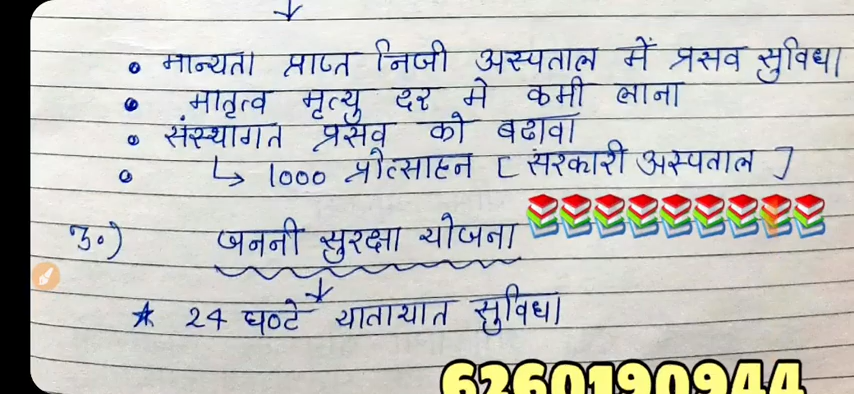 • मान्यता प्राप्त निजी अस्पताल में प्रसव सुविधा
• मातृत्व मृत्यु दर मे कमी लाना
• संस्थागत प्रसव को बढावा
• ↳ 1000 प्रोत्साहन [ सरकारी अस्पताल ]
3.) जननी सुरक्षा योजना
* 24 घण्टे यातायात सुविधा
6260190944